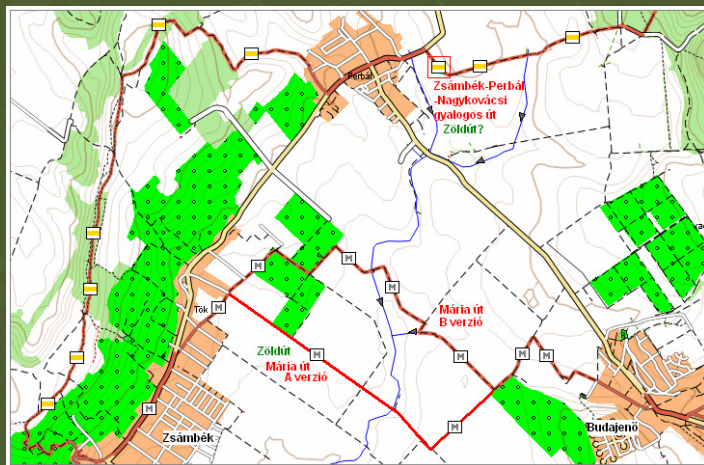 Perbál
Zsámbék-Perbál
-Nagykovácsi
gyalogos út
Zöldút?
M
M
M
M
Tök
M
Mária út
B verzió
M
M
Zöldút
Mária út
A verzió
M
M
M
M
Zsámbék
Budajenő